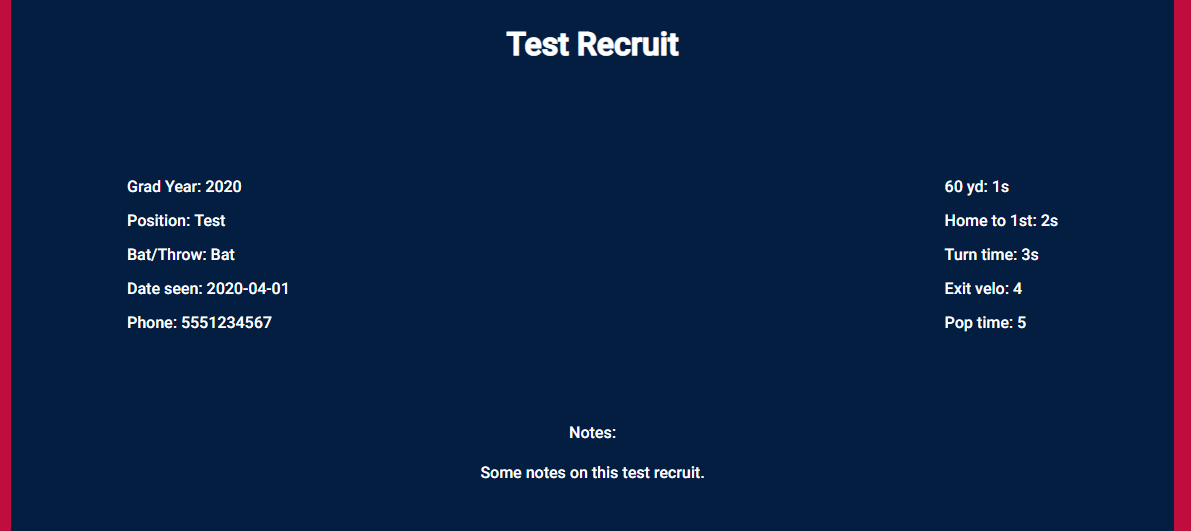 Test Recruit
Grad Year: 2020
Position: Test
Bat/Throw: Bat
Date seen: 2020-04-01
Phone: 5551234567
60 yd: 1s
Home to 1st: 2s
Turn time: 3s
Exit velo: 4
Pop time: 5
Notes:
Some notes on this test recruit.